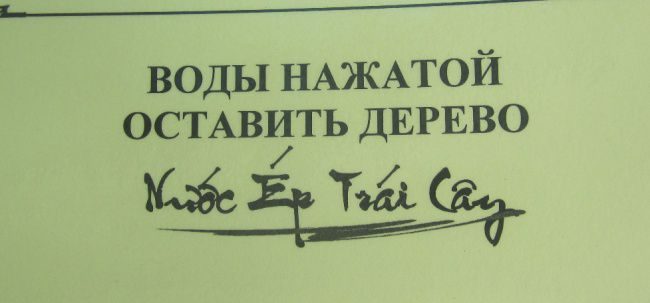 ВОДЫ НАЖАТОЙ
ОСТАВИТЬ ДЕРЕВО
Nước Ép Trái Cây